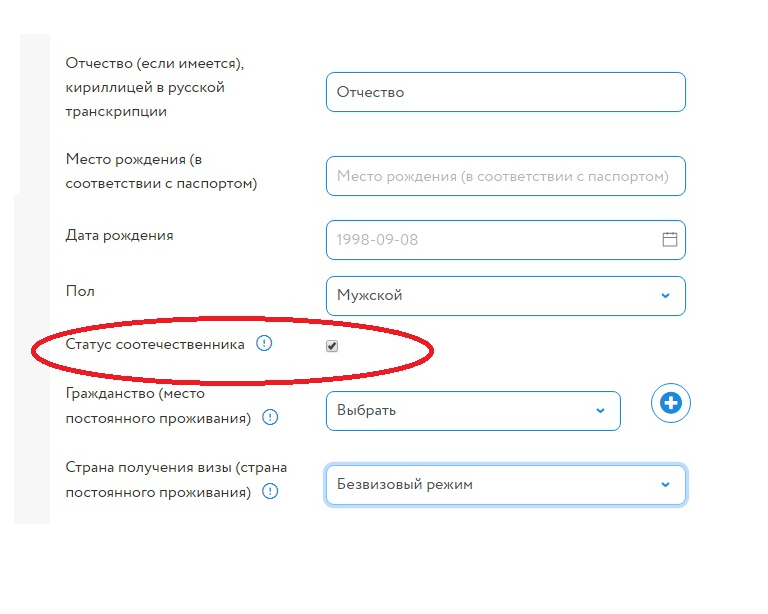 Отчество (если имеется),
кириллицей в русской
транскрипции
Отчество
Место рождения (в
соответствии с паспортом)
Место рождения (в соответствии с паспортом)
Дата рождения
1998-09-08
Пол
Мужской
Статус соотечественника
Гражданство (место
постоянного проживания)
Выбрать
Страна получения визы (страна
постоянного проживания)
Безвизовый режим